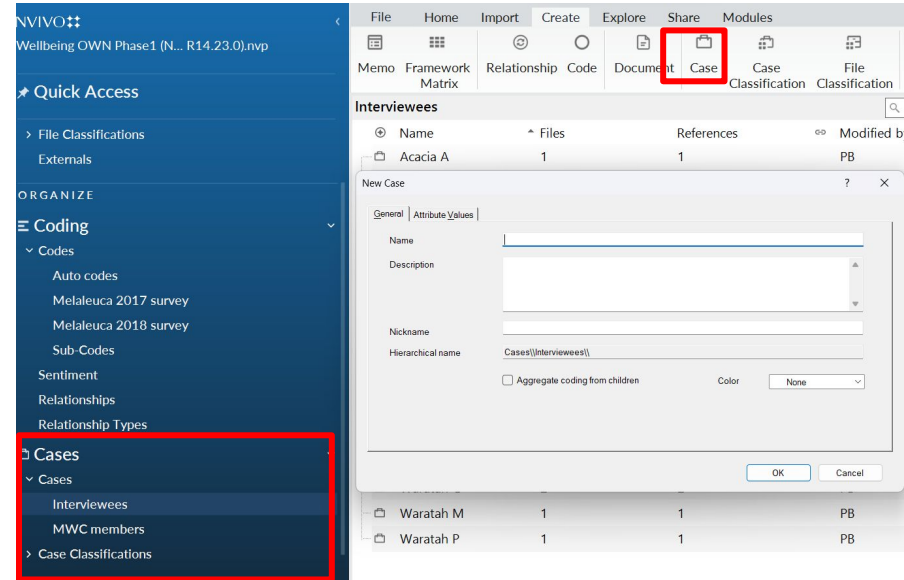 NVIVO
Wellbeing OWN Phase1 (N... R14.23.0).nvp
Quick Access
File Classifications
Externals
ORGANIZE
Coding
Codes
Auto codes
Melaleuca 2017 survey
Melaleuca 2018 survey
Sub-Codes
Sentiment
Relationships
Relationship Types
Cases
Cases
Interviewees
MWC members
Case Classifications
File Home Import Create Explore Share Modules
Memo Framework Matrix Relationship Code Document Case Case Classification File Classification
Interviewees
Name Files References Modified b
Acacia A 1 1 PB
New Case ?
General Attribute Values
Name
Description
Nickname
Hierarchical name Cases\\Interviewees\\
Aggregate coding from children Color None
OK Cancel
Waratah M 1 1 PB
Waratah P 1 1 PB